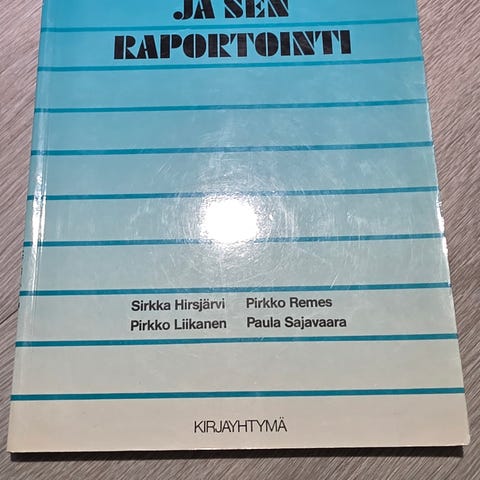 JA SEN
RAPORTOINTI
Sirkka Hirsjärvi Pirkko Remes
Pirkko Liikanen Paula Sajavaara
KIRJAYHTYMÄ